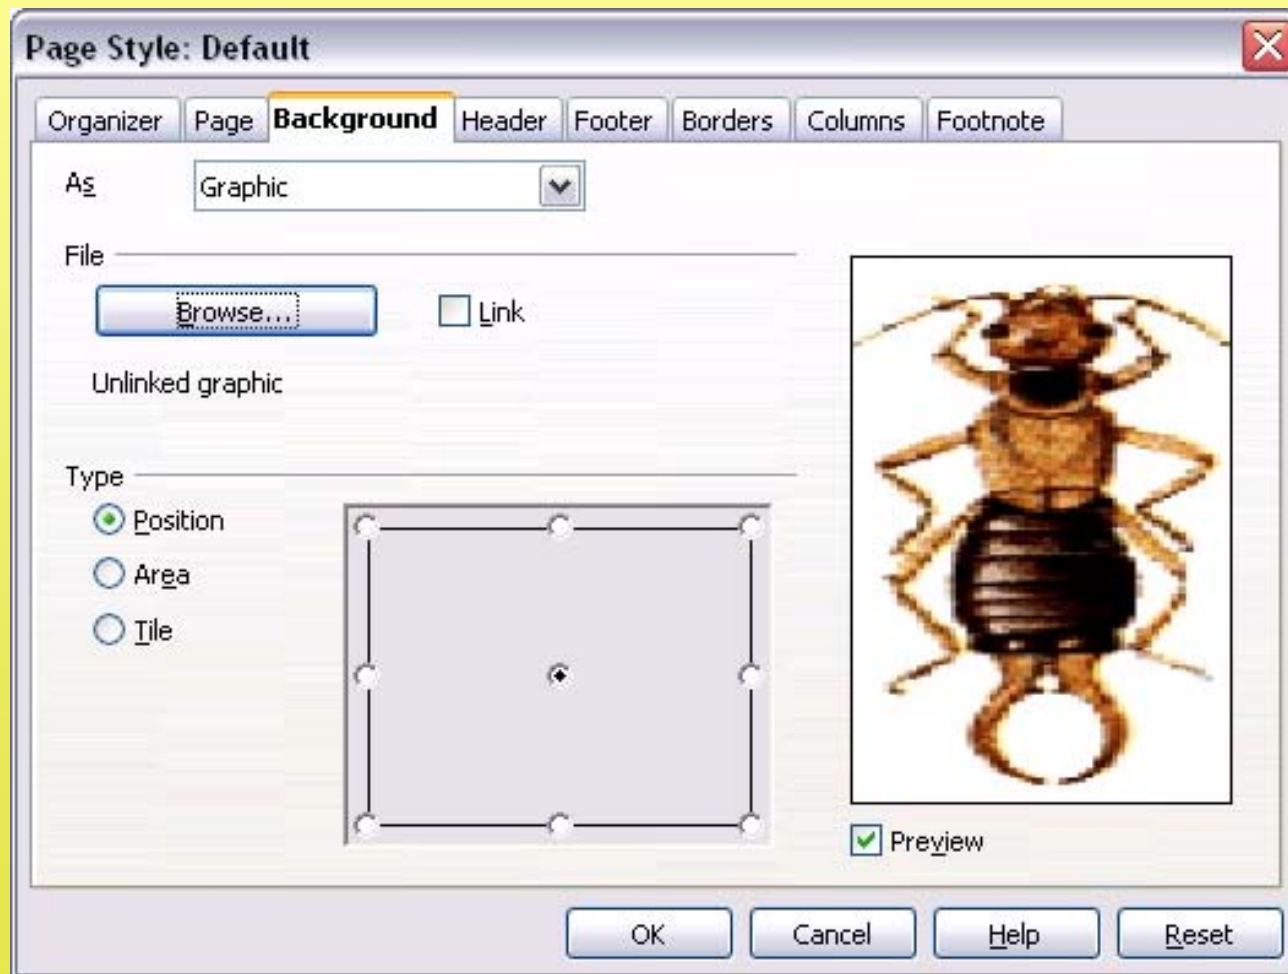 Page Style: Default
Organizer Page Background Header Footer Borders Columns Footnote
As Graphic
File
Browse... Link
Unlinked graphic
Type
Position
Area
Tile
Preview
OK Cancel Help Reset